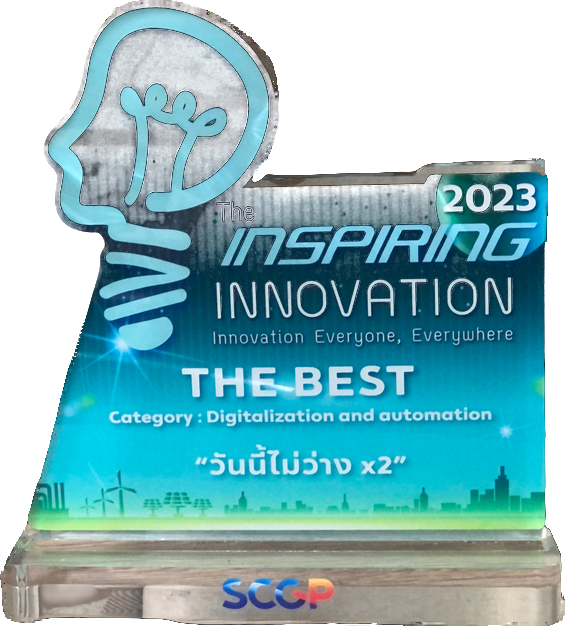 2023
The
INSPIRING
INNOVATION
Innovation Everyone, Everywhere
THE BEST
Category : Digitalization and automation
“วันนี้ไม่ว่าง x2”
SCGP